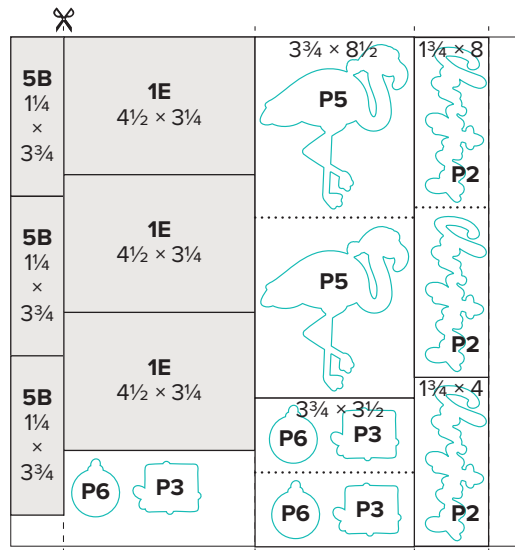 5B
1¼
×
3¾
5B
1¼
×
3¾
5B
1¼
×
3¾
1E
4½ × 3¼
1E
4½ × 3¼
1E
4½ × 3¼
P6
P3
3¾ × 8½
P5
P5
3¾ × 3½
P6
P3
P6
P3
1¾ × 8
P2
P2
1¾ × 4
P2